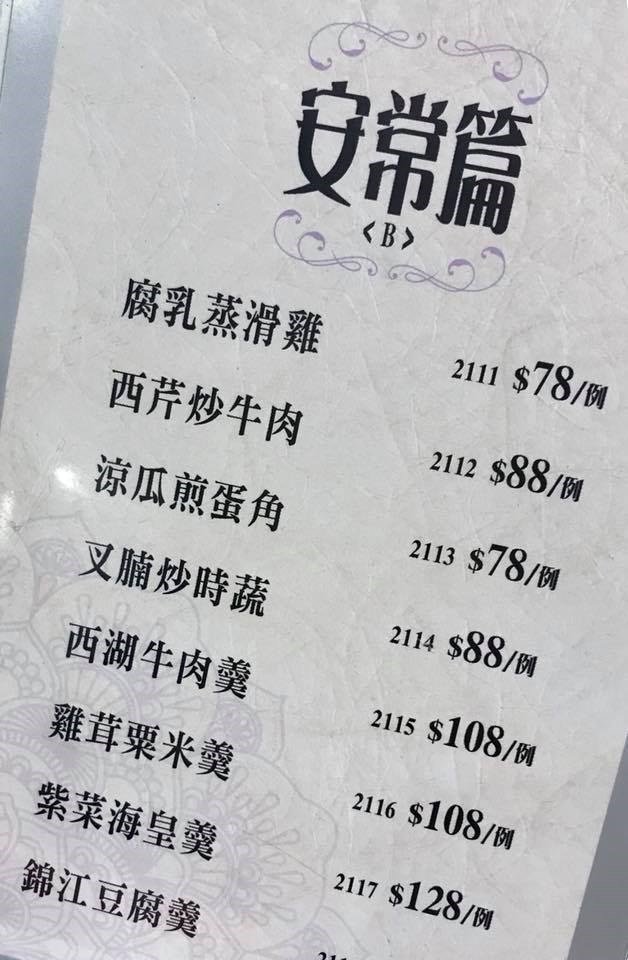 安常篇
<B>
腐乳蒸滑雞 2111 $78/例
西芹炒牛肉 2112 $88/例
涼瓜煎蛋角 2113 $78/例
叉腩炒時蔬 2114 $88/例
西湖牛肉羹 2115 $108/例
雞茸粟米羹 2116 $108/例
紫菜海皇羹 2117 $128/例
錦江豆腐羹